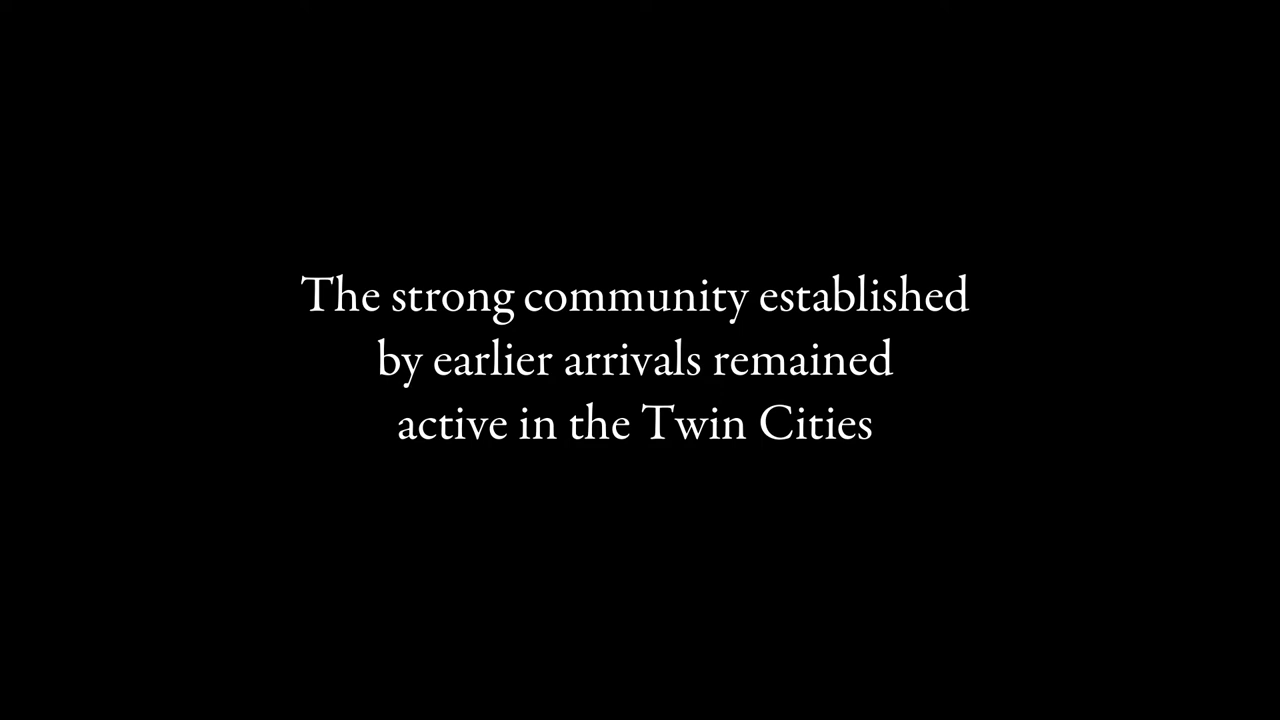 The strong community established
by earlier arrivals remained
active in the Twin Cities